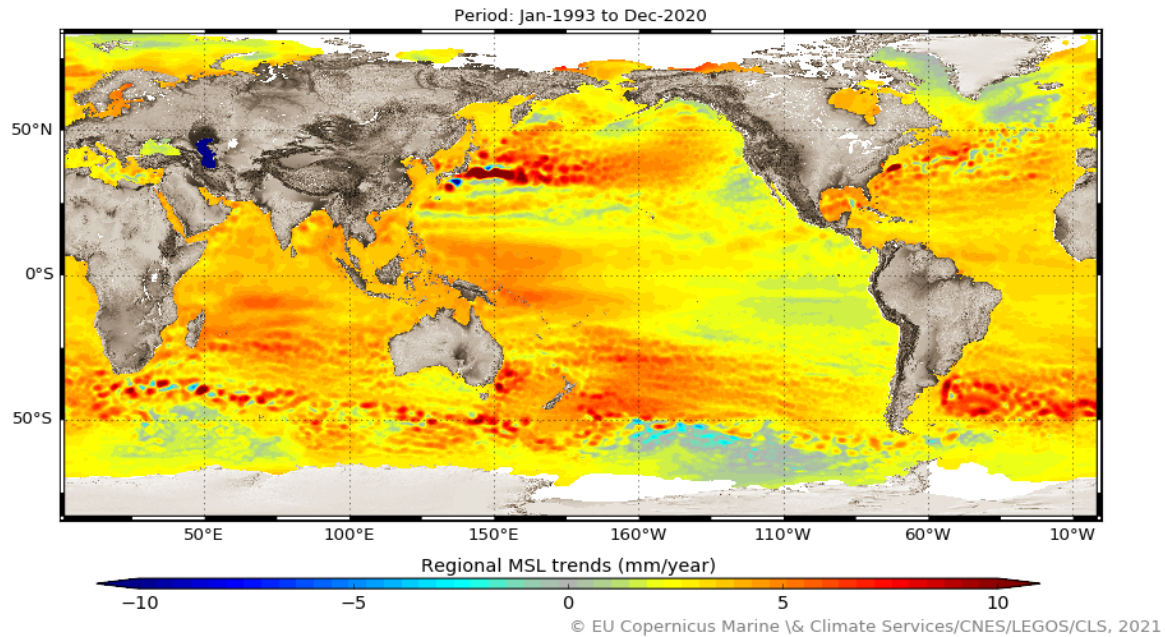 Period: Jan-1993 to Dec-2020
50°N
0°S
50°S
50°E 100°E 150°E 160°W 110°W 60°W 10°W
Regional MSL trends (mm/year)
−10 −5 0 5 10
© EU Copernicus Marine \& Climate Services/CNES/LEGOS/CLS, 2021